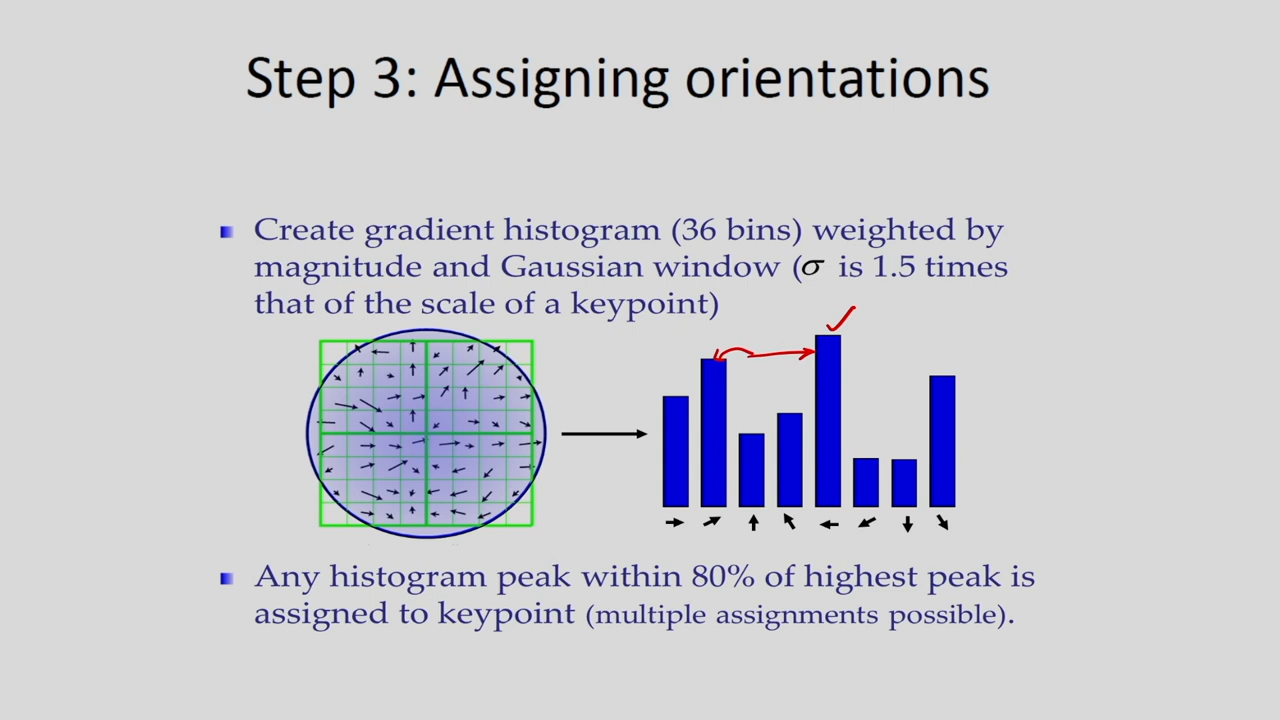 Step 3: Assigning orientations
Create gradient histogram (36 bins) weighted by
magnitude and Gaussian window (σ is 1.5 times
that of the scale of a keypoint)
Any histogram peak within 80% of highest peak is
assigned to keypoint (multiple assignments possible).